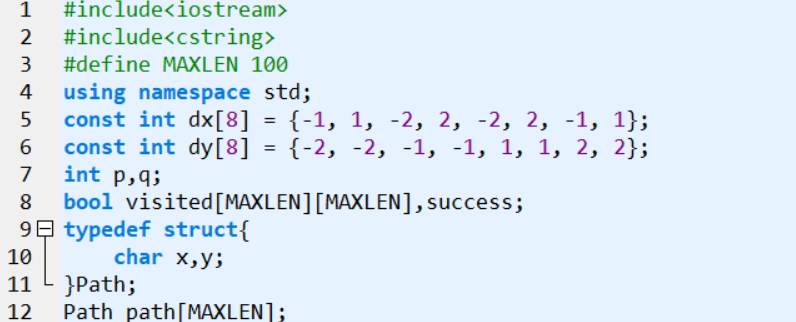 1 #include<iostream>
2 #include<cstring>
3 #define MAXLEN 100
4 using namespace std;
5 const int dx[8] = {-1, 1, -2, 2, -2, 2, -1, 1};
6 const int dy[8] = {-2, -2, -1, -1, 1, 1, 2, 2};
7 int p,q;
8 bool visited[MAXLEN][MAXLEN],success;
9 typedef struct{
10 char x,y;
11 }Path;
12 Path path[MAXLEN];